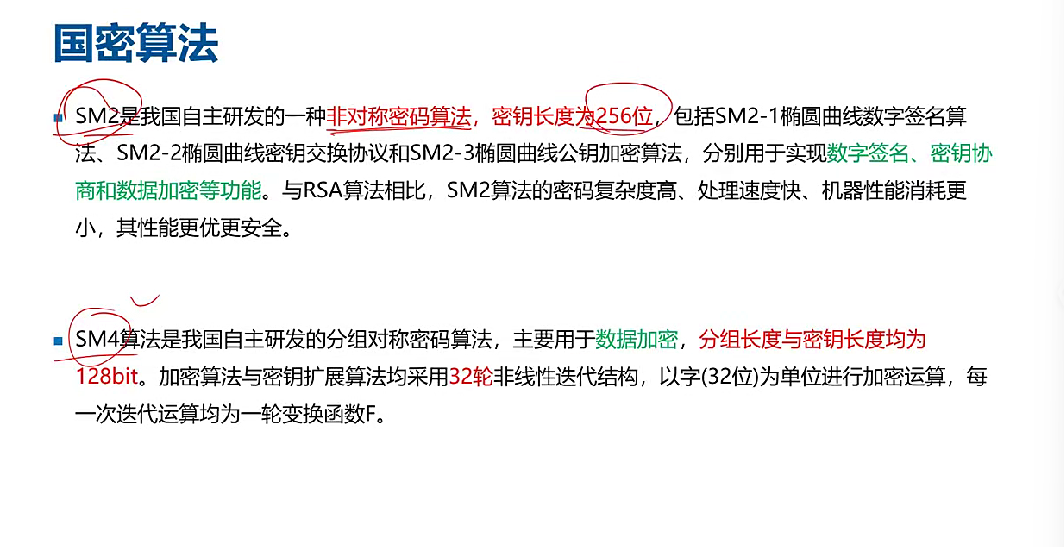 国密算法
SM2是我国自主研发的一种非对称密码算法，密钥长度为256位，包括SM2-1椭圆曲线数字签名算
法、SM2-2椭圆曲线密钥交换协议和SM2-3椭圆曲线公钥加密算法，分别用于实现数字签名、密钥协
商和数据加密等功能。与RSA算法相比，SM2算法的密码复杂度高、处理速度快、机器性能消耗更
小，其性能更优更安全。
SM4算法是我国自主研发的分组对称密码算法，主要用于数据加密，分组长度与密钥长度均为
128bit。加密算法与密钥扩展算法均采用32轮非线性迭代结构，以字(32位)为单位进行加密运算，每
一次迭代运算均为一轮变换函数F。